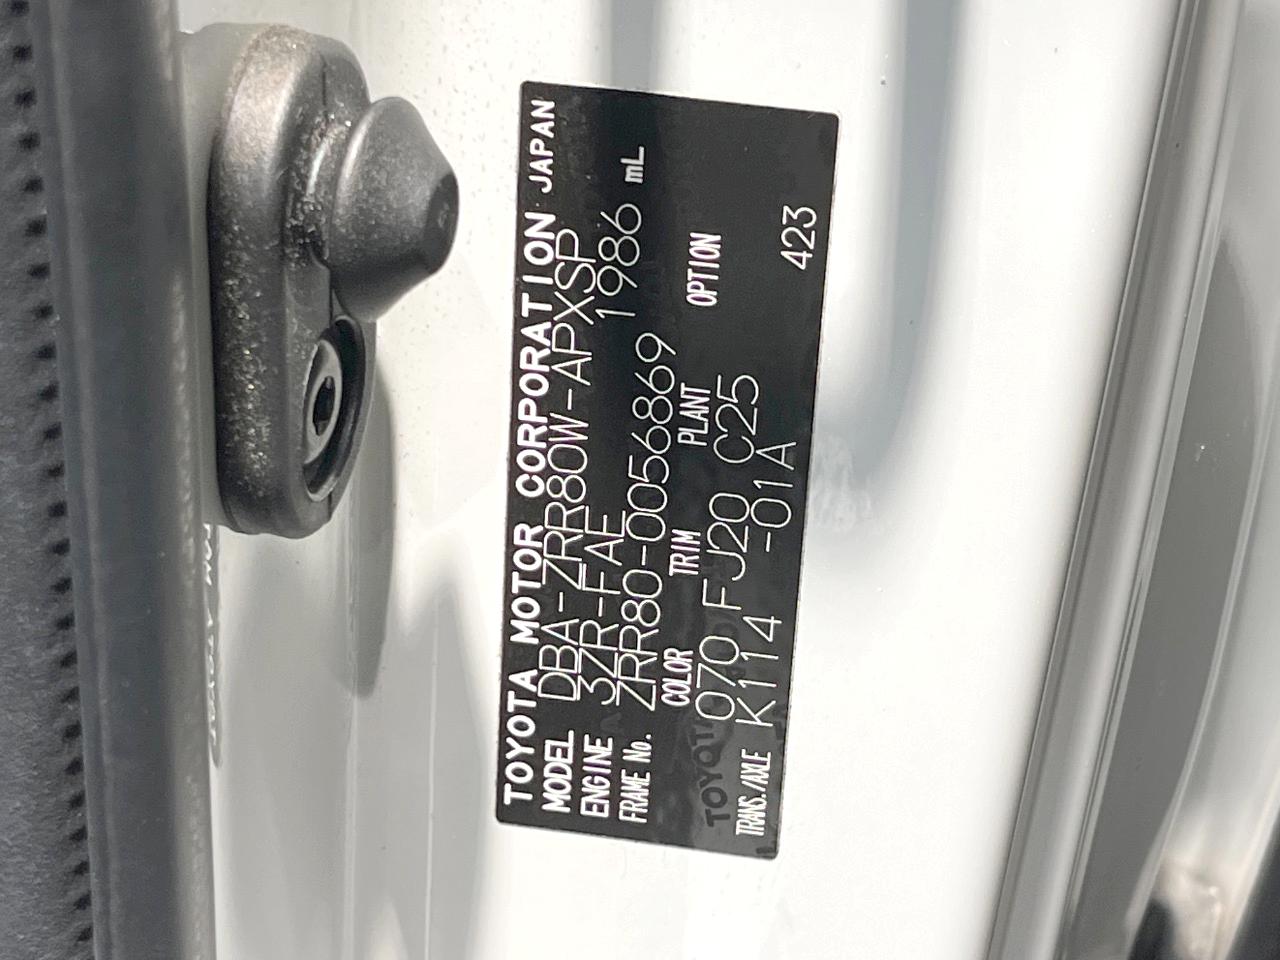 TOYOTA MOTOR CORPORATION JAPAN
MODEL DBA-ZRR80W-APXSP
ENGINE 3ZR-FAE 1986 mL
FRAME No. ZRR80-0056869
COLOR TRIM PLANT OPTION
070 FJ20 C25
TRANS./AXLE K114 -01A 423
TOYOTA